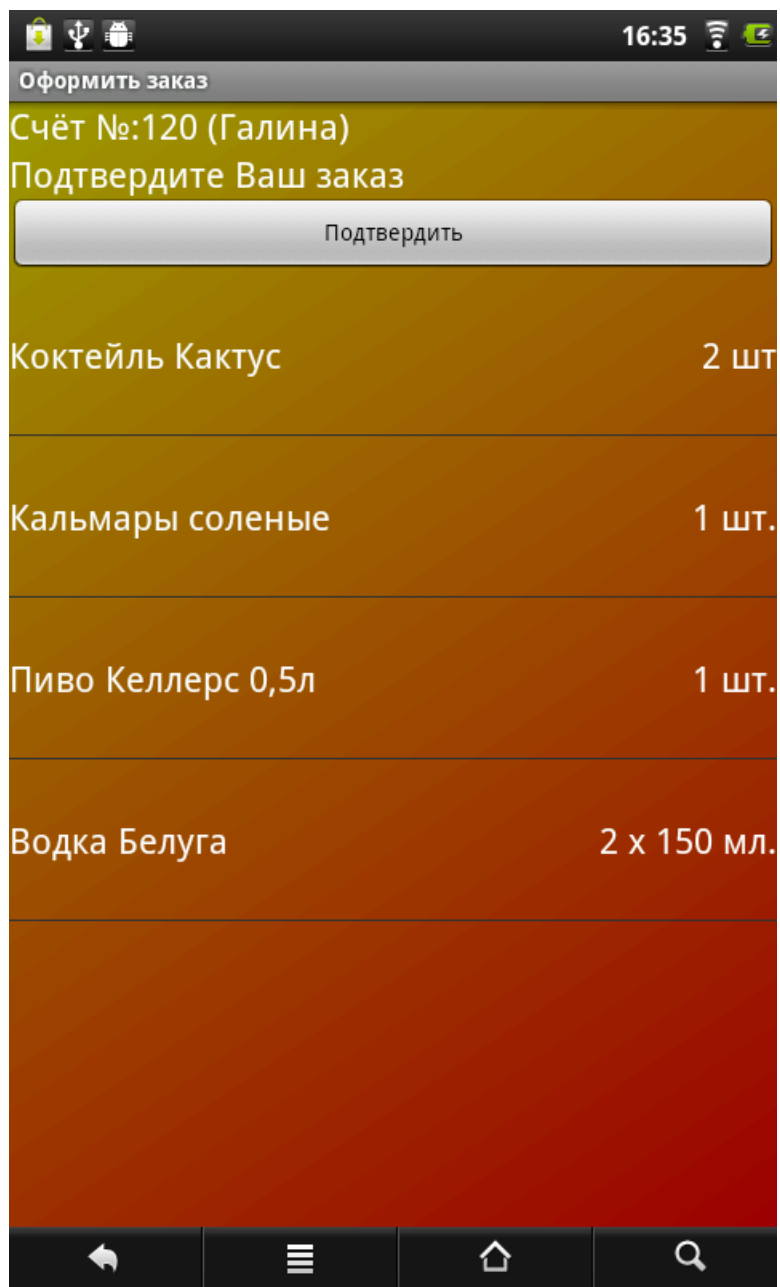 16:35
Оформить заказ
Счёт №:120 (Галина)
Подтвердите Ваш заказ
Подтвердить
Коктейль Кактус 2 шт
Кальмары соленые 1 шт.
Пиво Келлерс 0,5л 1 шт.
Водка Белуга 2 x 150 мл.